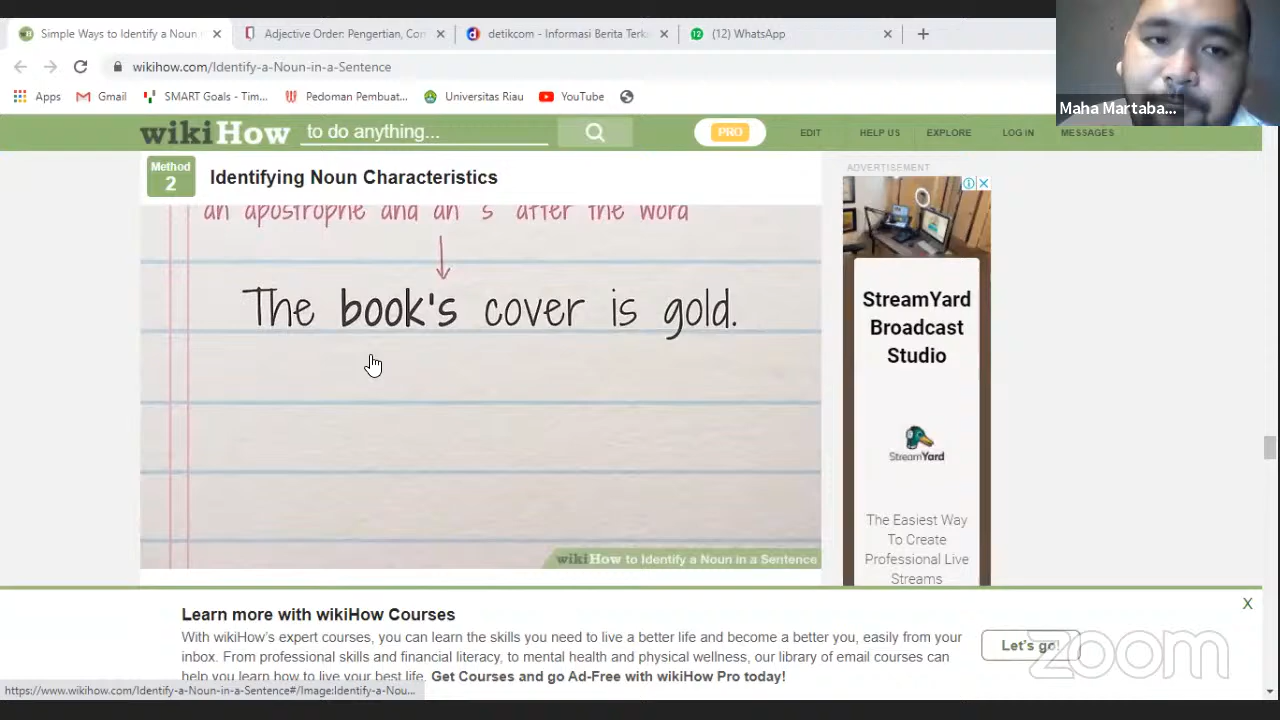 Simple Ways to Identify a Noun
Adjective Order: Pengertian, Con
detikcom - Informasi Berita Terk
(12) WhatsApp
wikihow.com/Identify-a-Noun-in-a-Sentence
Apps
Gmail
SMART Goals - Tim...
Pedoman Pembuat...
Universitas Riau
YouTube
Maha Martaba...
wikiHow
to do anything...
PRO
EDIT
HELP US
EXPLORE
LOG IN
MESSAGES
Method
2
Identifying Noun Characteristics
ADVERTISEMENT
an apostrophe and an "s" after the word
The book's cover is gold.
StreamYard
Broadcast
Studio
StreamYard
The Easiest Way
To Create
Professional Live
Streams
wikiHow to Identify a Noun in a Sentence
Learn more with wikiHow Courses
X
With wikiHow's expert courses, you can learn the skills you need to live a better life and become a better you, easily from your
inbox. From professional skills and financial literacy, to mental health and physical wellness, our library of email courses can
help you learn how to live your best life. Get Courses and go Ad-Free with wikiHow Pro today!
Let's go!
zoom
https://www.wikihow.com/Identify-a-Noun-in-a-Sentence#/Image:Identify-a-Nou...